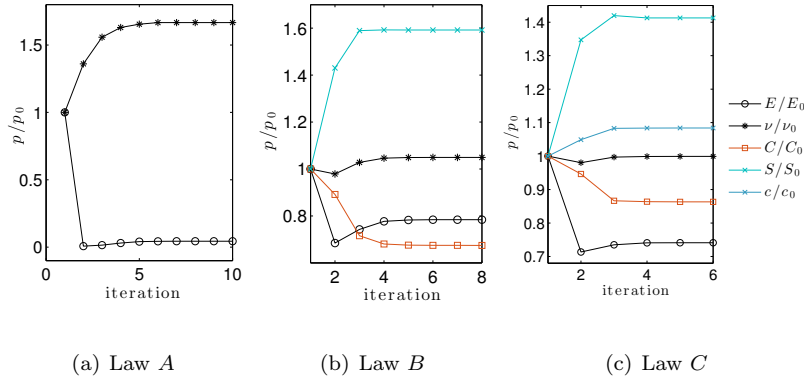 p/p₀
1.5
1
0.5
0
0
5
10
iteration
(a) Law A
p/p₀
1.6
1.4
1.2
1
0.8
2
4
6
8
iteration
(b) Law B
p/p₀
1.4
1.3
1.2
1.1
1
0.9
0.8
0.7
2
4
6
iteration
(c) Law C
E/E₀
ν/ν₀
C/C₀
S/S₀
c/c₀